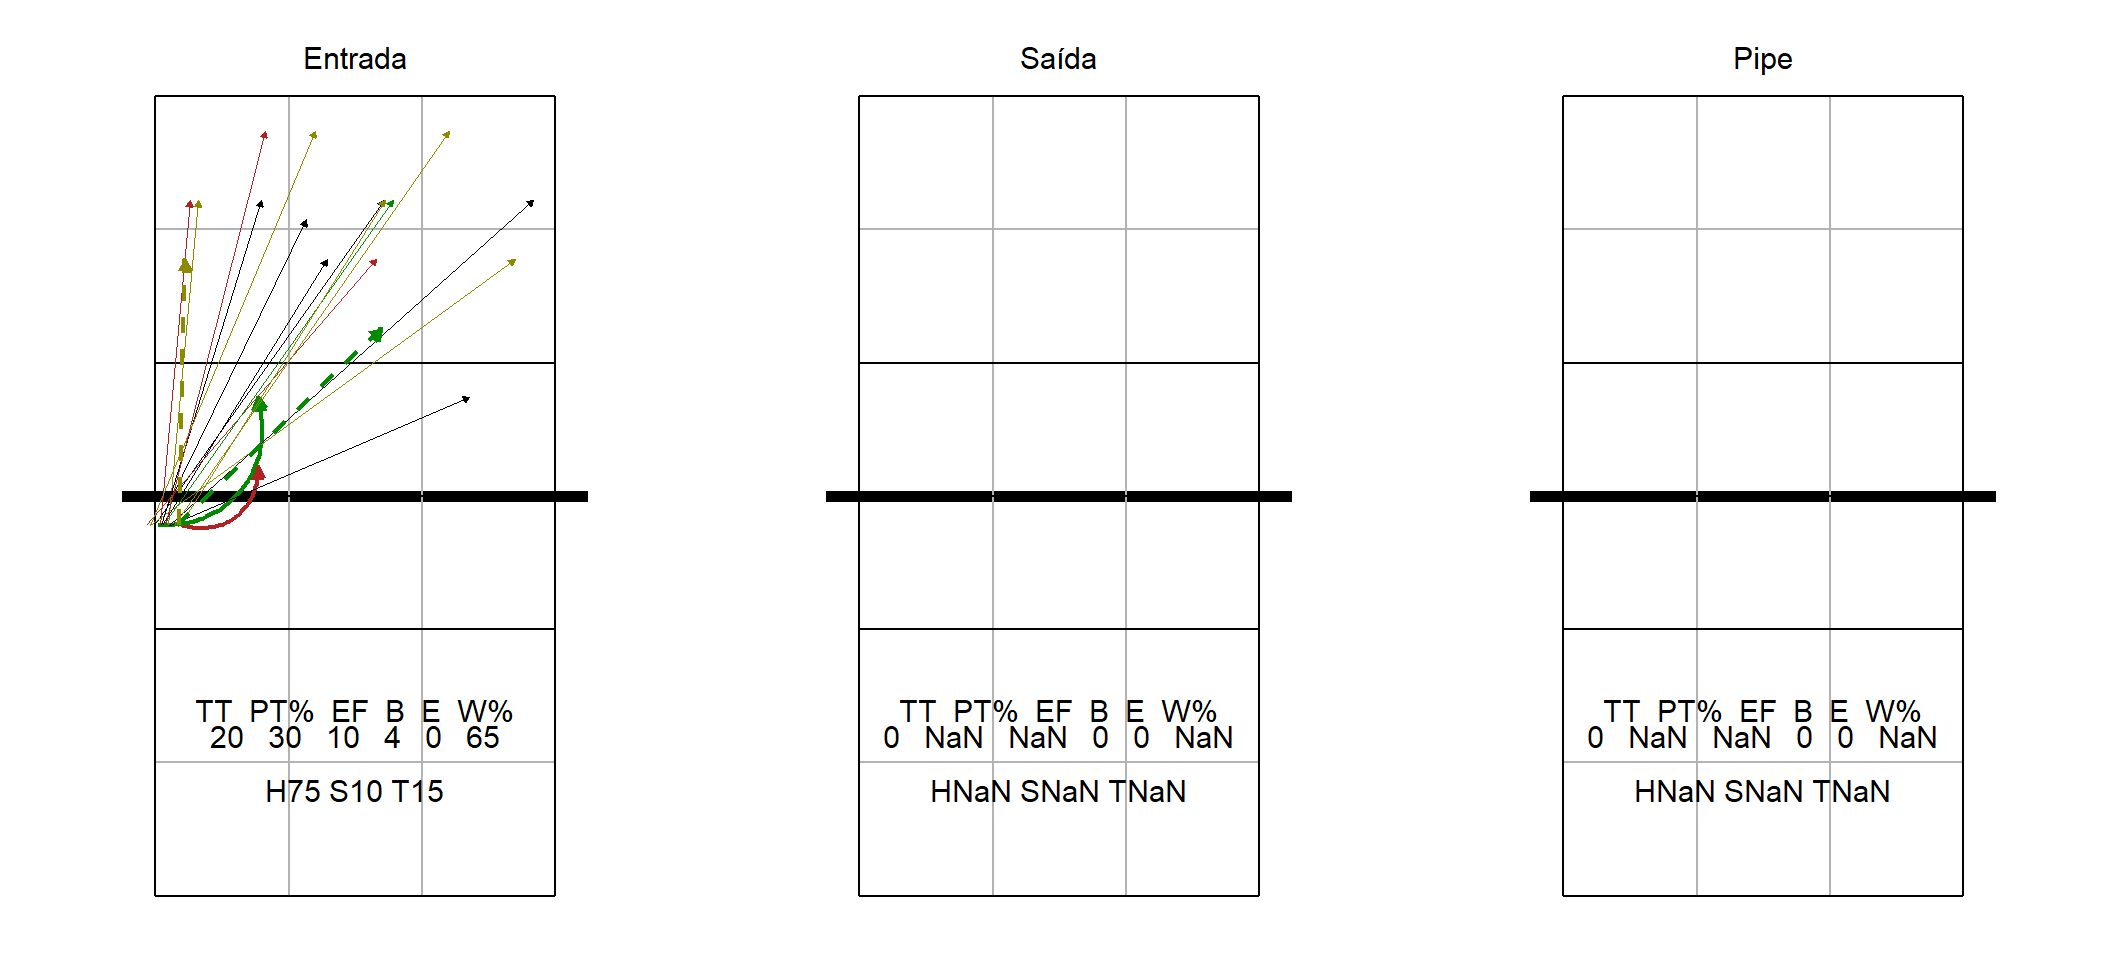 Entrada
TT PT% EF B E W%
20 30 10 4 0 65
H75 S10 T15
Saída
TT PT% EF B E W%
0 NaN NaN 0 0 NaN
HNaN SNaN TNaN
Pipe
TT PT% EF B E W%
0 NaN NaN 0 0 NaN
HNaN SNaN TNaN